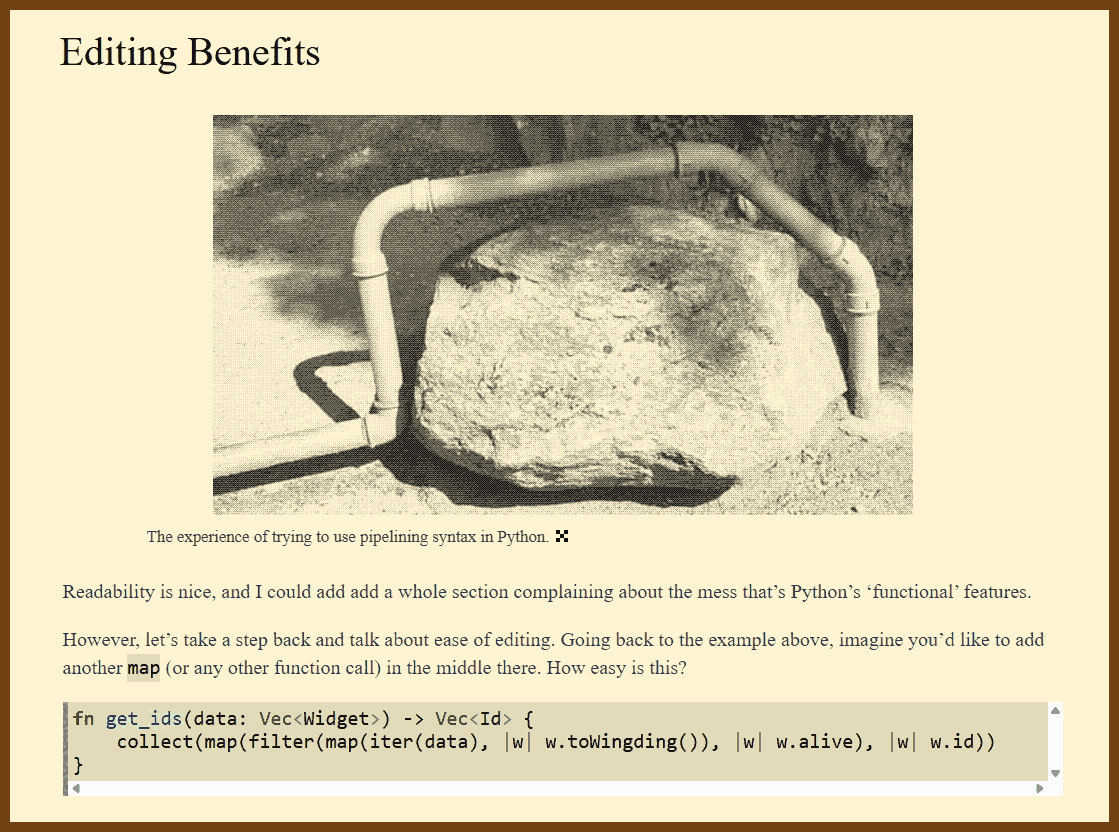 Editing Benefits
The experience of trying to use pipelining syntax in Python.
Readability is nice, and I could add add a whole section complaining about the mess that’s Python’s ‘functional’ features.
However, let’s take a step back and talk about ease of editing. Going back to the example above, imagine you’d like to add
another map (or any other function call) in the middle there. How easy is this?
fn get_ids(data: Vec<Widget>) -> Vec<Id> {
    collect(map(filter(map(iter(data), |w| w.toWingding()), |w| w.alive), |w| w.id))
}